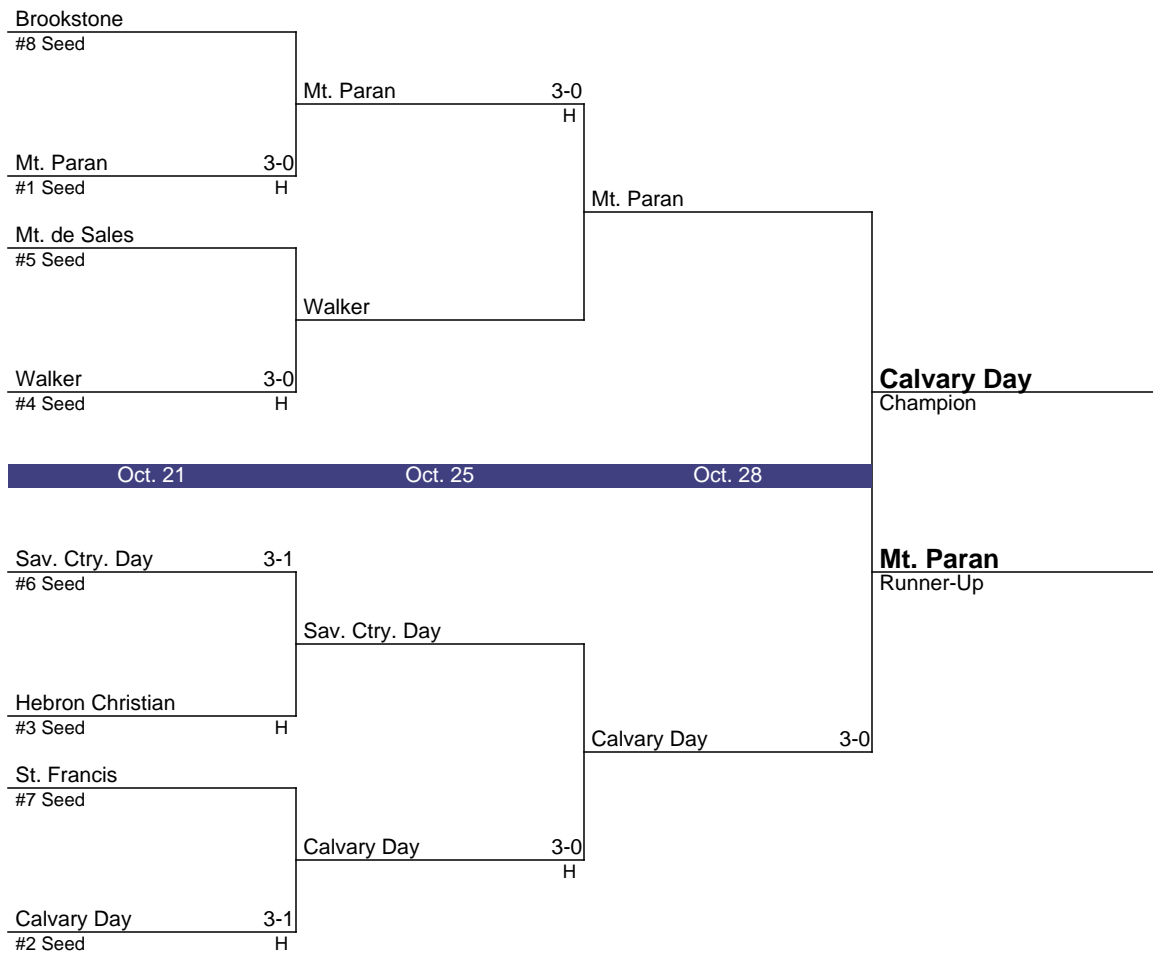 Brookstone
#8 Seed
Mt. Paran 3-0
H
Mt. Paran 3-0
#1 Seed H
Mt. Paran
Mt. de Sales
#5 Seed
Walker
Walker 3-0
#4 Seed H
Calvary Day
Champion
Oct. 21 Oct. 25 Oct. 28
Sav. Ctry. Day 3-1
#6 Seed
Mt. Paran
Runner-Up
Sav. Ctry. Day
Hebron Christian
#3 Seed H
Calvary Day 3-0
St. Francis
#7 Seed
Calvary Day 3-0
H
Calvary Day 3-1
#2 Seed H